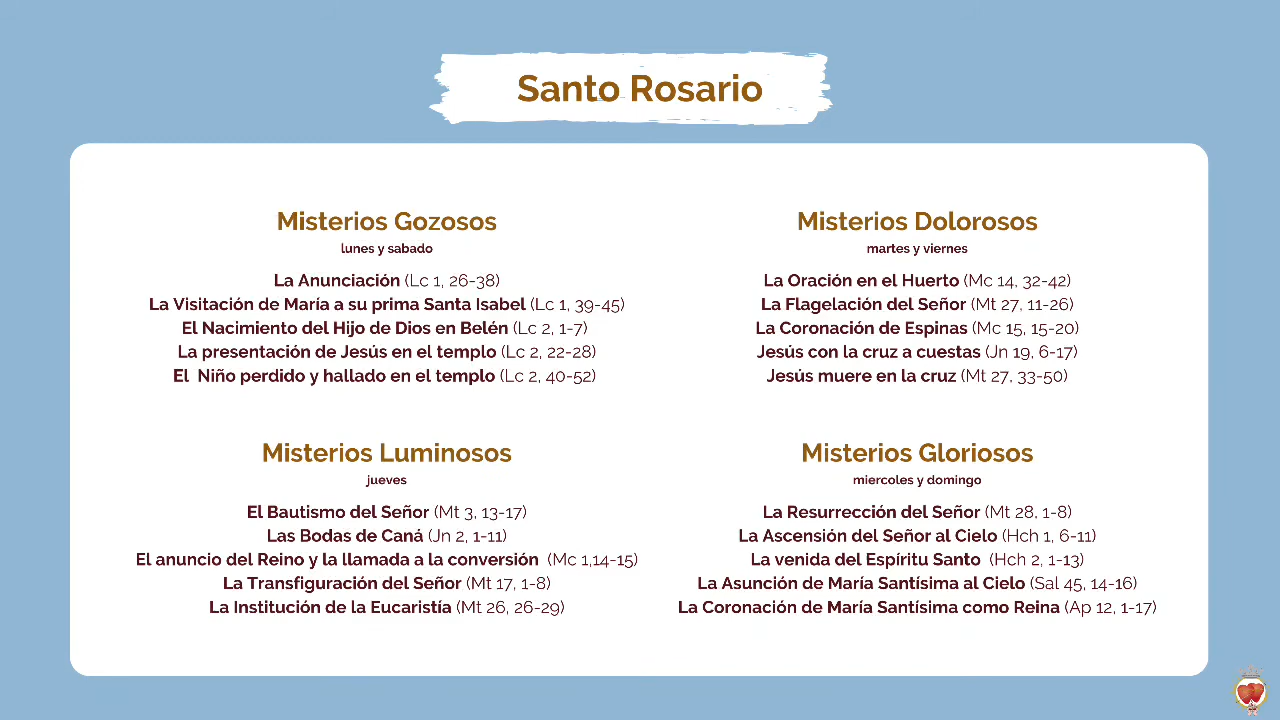 Santo Rosario
Misterios Gozosos
lunes y sabado
La Anunciación (Lc 1, 26-38)
La Visitación de María a su prima Santa Isabel (Lc 1, 39-45)
El Nacimiento del Hijo de Dios en Belén (Lc 2, 1-7)
La presentación de Jesús en el templo (Lc 2, 22-28)
El  Niño perdido y hallado en el templo (Lc 2, 40-52)
Misterios Dolorosos
martes y viernes
La Oración en el Huerto (Mc 14, 32-42)
La Flagelación del Señor (Mt 27, 11-26)
La Coronación de Espinas (Mc 15, 15-20)
Jesús con la cruz a cuestas (Jn 19, 6-17)
Jesús muere en la cruz (Mt 27, 33-50)
Misterios Luminosos
jueves
El Bautismo del Señor (Mt 3, 13-17)
Las Bodas de Caná (Jn 2, 1-11)
El anuncio del Reino y la llamada a la conversión  (Mc 1,14-15)
La Transfiguración del Señor (Mt 17, 1-8)
La Institución de la Eucaristía (Mt 26, 26-29)
Misterios Gloriosos
miercoles y domingo
La Resurrección del Señor (Mt 28, 1-8)
La Ascensión del Señor al Cielo (Hch 1, 6-11)
La venida del Espíritu Santo  (Hch 2, 1-13)
La Asunción de María Santísima al Cielo (Sal 45, 14-16)
La Coronación de María Santísima como Reina (Ap 12, 1-17)